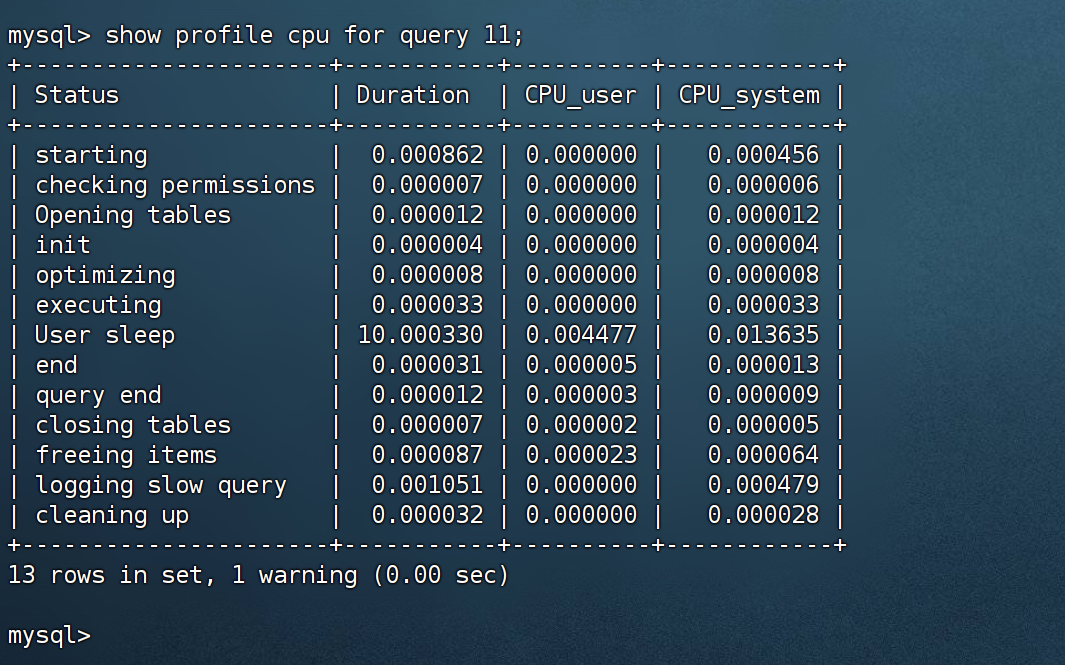 mysql> show profile cpu for query 11;
+----------------------+-----------+----------+------------+
| Status               | Duration  | CPU_user | CPU_system |
+----------------------+-----------+----------+------------+
| starting             |  0.000862 | 0.000000 |   0.000456 |
| checking permissions |  0.000007 | 0.000000 |   0.000006 |
| Opening tables       |  0.000012 | 0.000000 |   0.000012 |
| init                 |  0.000004 | 0.000000 |   0.000004 |
| optimizing           |  0.000008 | 0.000000 |   0.000008 |
| executing            |  0.000033 | 0.000000 |   0.000033 |
| User sleep           | 10.000330 | 0.004477 |   0.013635 |
| end                  |  0.000031 | 0.000005 |   0.000013 |
| query end            |  0.000012 | 0.000003 |   0.000009 |
| closing tables       |  0.000007 | 0.000002 |   0.000005 |
| freeing items        |  0.000087 | 0.000023 |   0.000064 |
| logging slow query   |  0.001051 | 0.000000 |   0.000479 |
| cleaning up          |  0.000032 | 0.000000 |   0.000028 |
+----------------------+-----------+----------+------------+
13 rows in set, 1 warning (0.00 sec)

mysql>